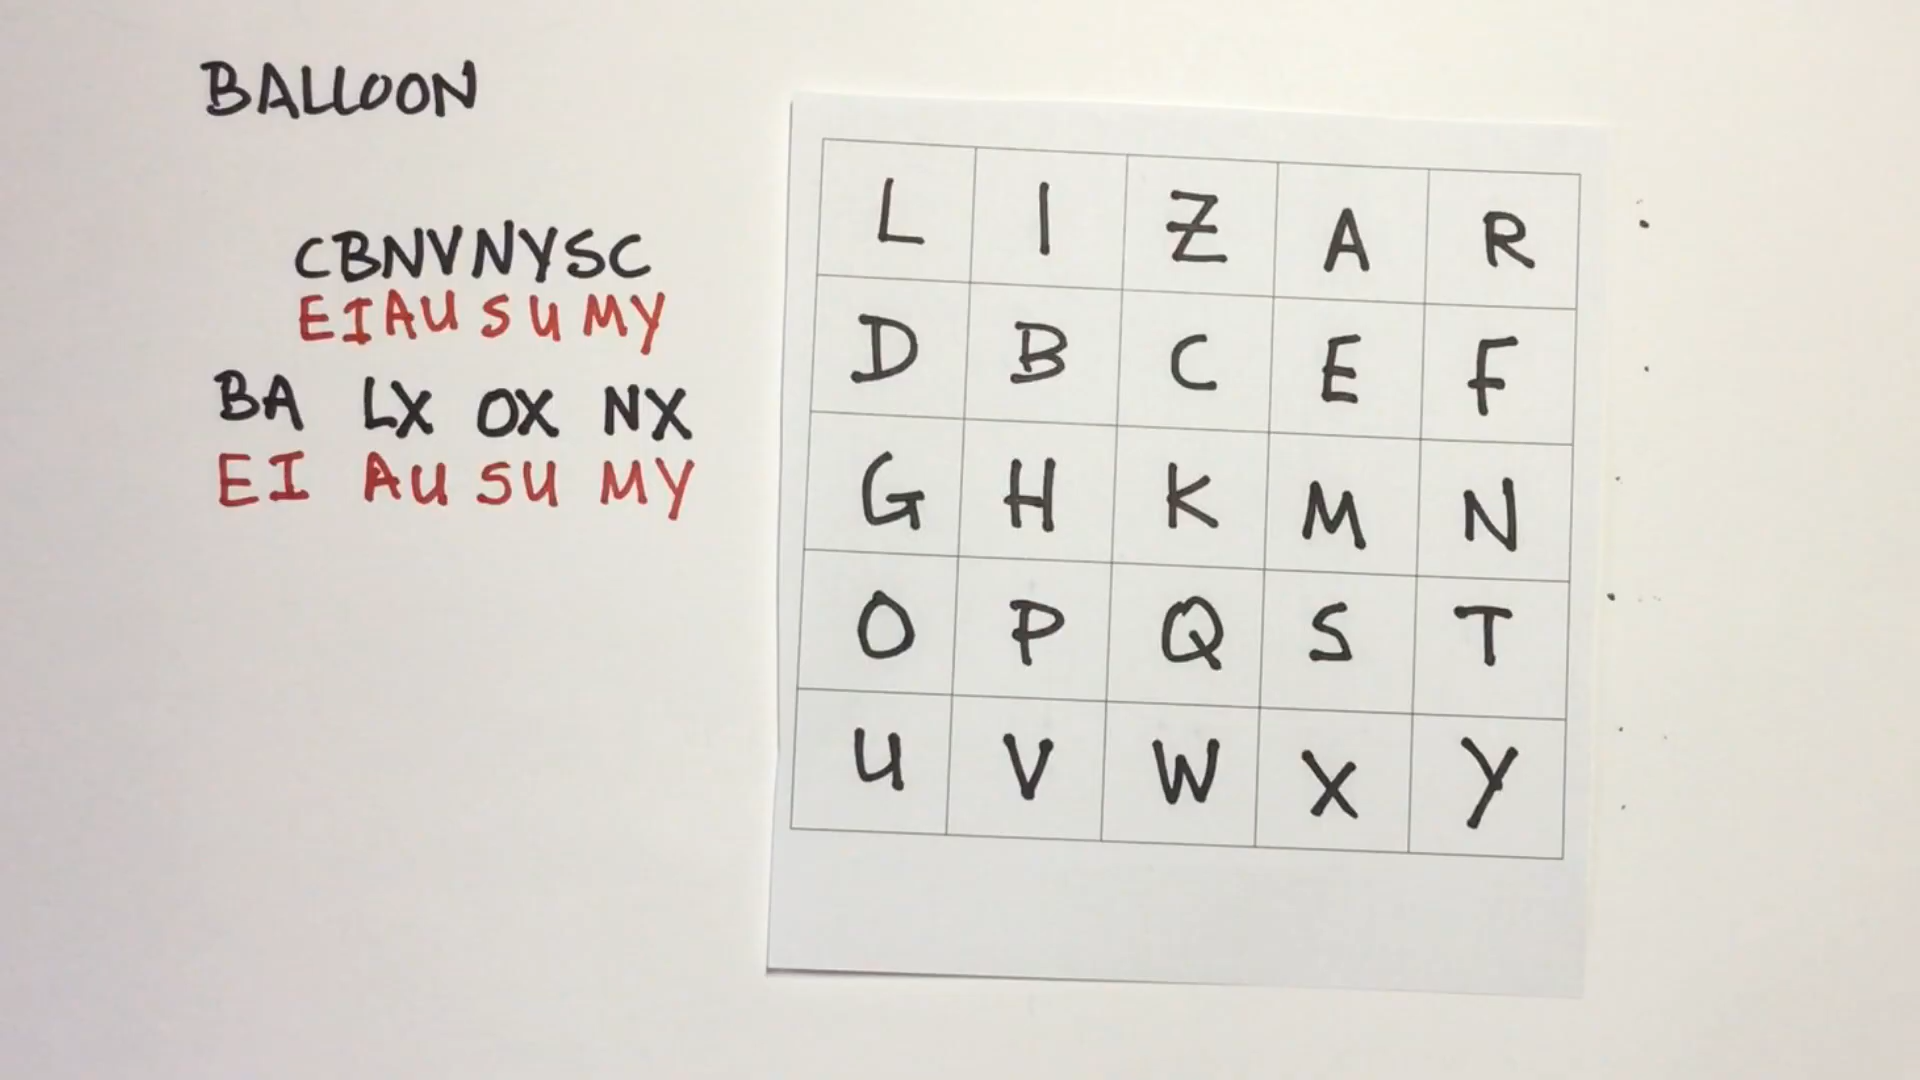 BALLOON
CBNVNYSC
EIAUSUMY
BA LX OX NX
EI AU SU MY
L I Z A R
D B C E F
G H K M N
O P Q S T
U V W X Y